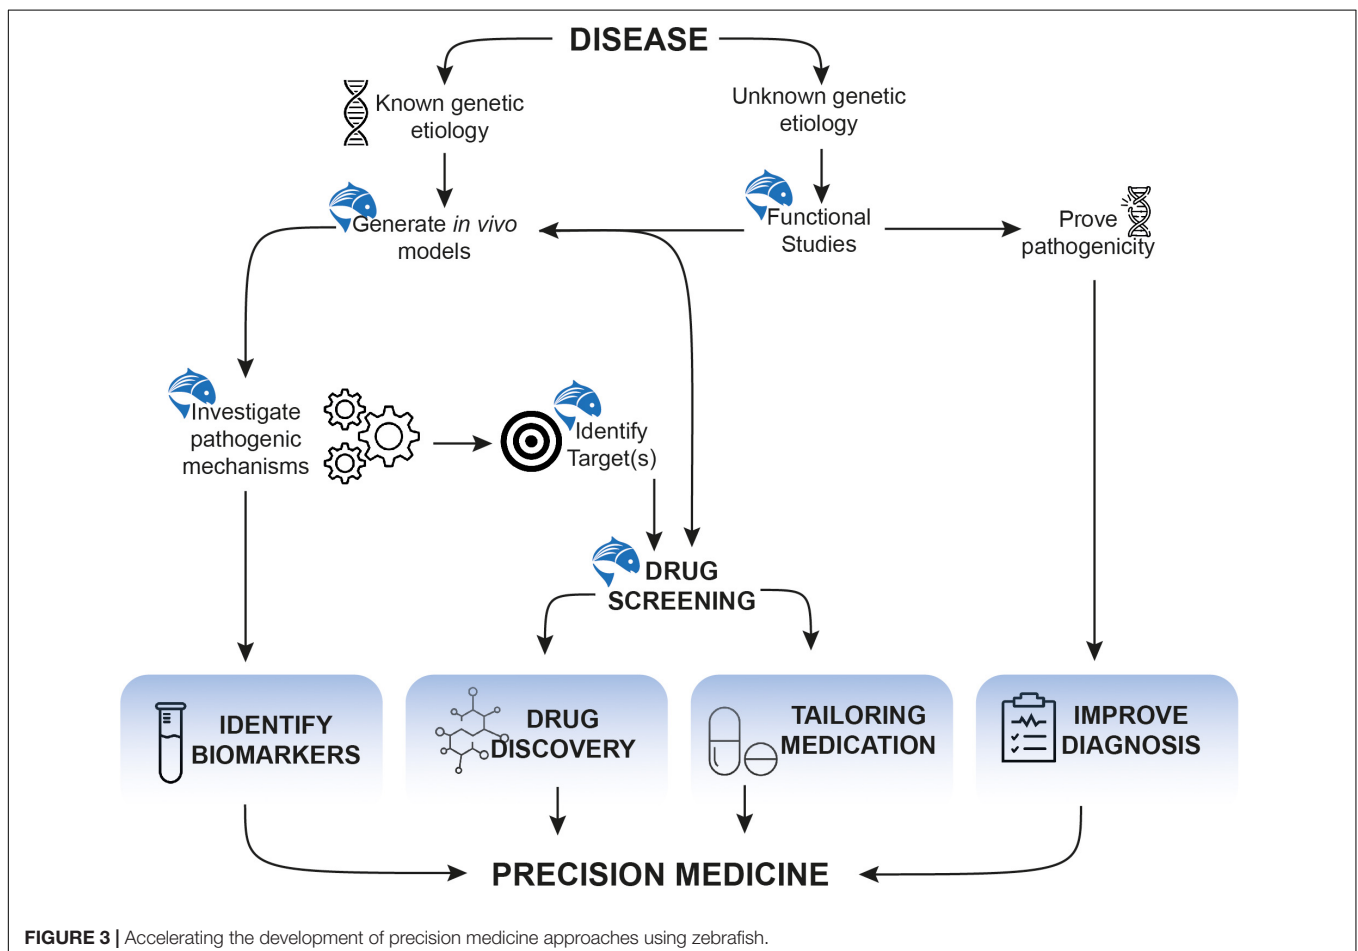 DISEASE
Known genetic
etiology
Unknown genetic
etiology
Generate in vivo
models
Functional
Studies
Prove
pathogenicity
Investigate
pathogenic
mechanisms
Identify
Target(s)
DRUG
SCREENING
IDENTIFY
BIOMARKERS
DRUG
DISCOVERY
TAILORING
MEDICATION
IMPROVE
DIAGNOSIS
PRECISION MEDICINE
FIGURE 3 | Accelerating the development of precision medicine approaches using zebrafish.